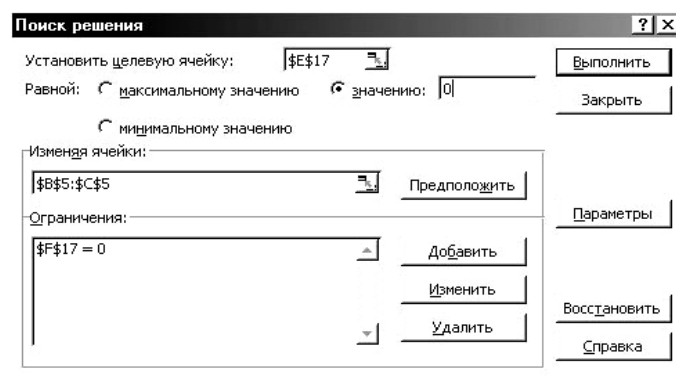 Поиск решения
Установить целевую ячейку: $E$17
Выполнить
Равной: максимальному значению значению: 0
Закрыть
минимальному значению
Изменяя ячейки:
$B$5:$C$5
Предположить
Ограничения:
Параметры
$F$17 = 0
Добавить
Изменить
Восстановить
Удалить
Справка